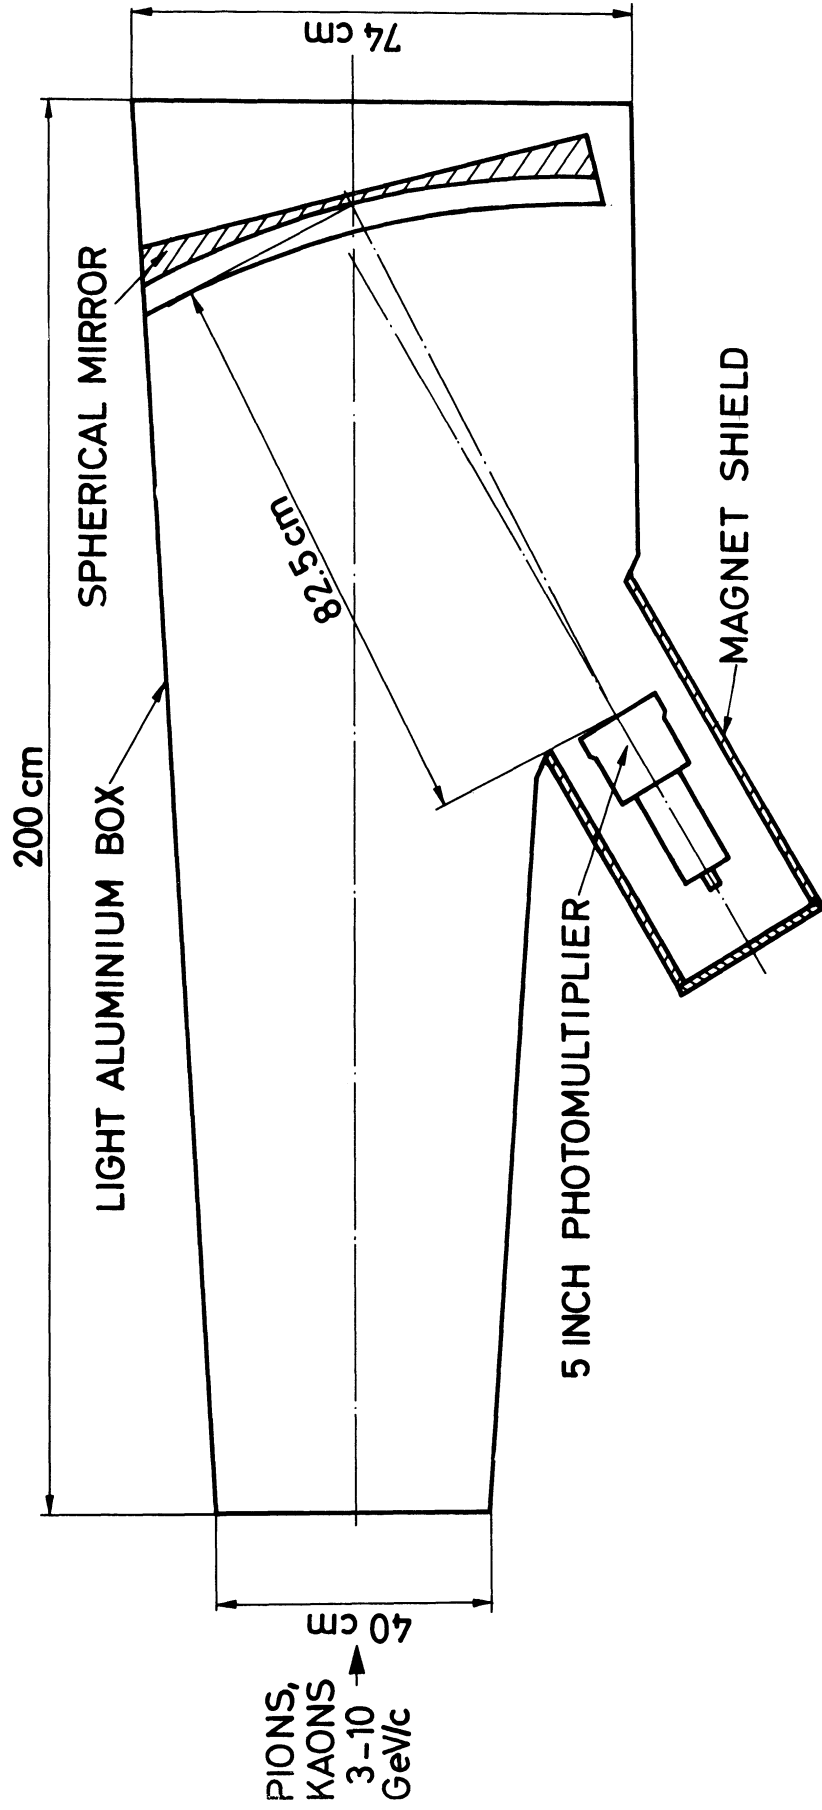 200 cm
LIGHT ALUMINIUM BOX
SPHERICAL MIRROR
74 cm
82.5 cm
40 cm
PIONS,
KAONS
3-10
GeV/c
5 INCH PHOTOMULTIPLIER
MAGNET SHIELD